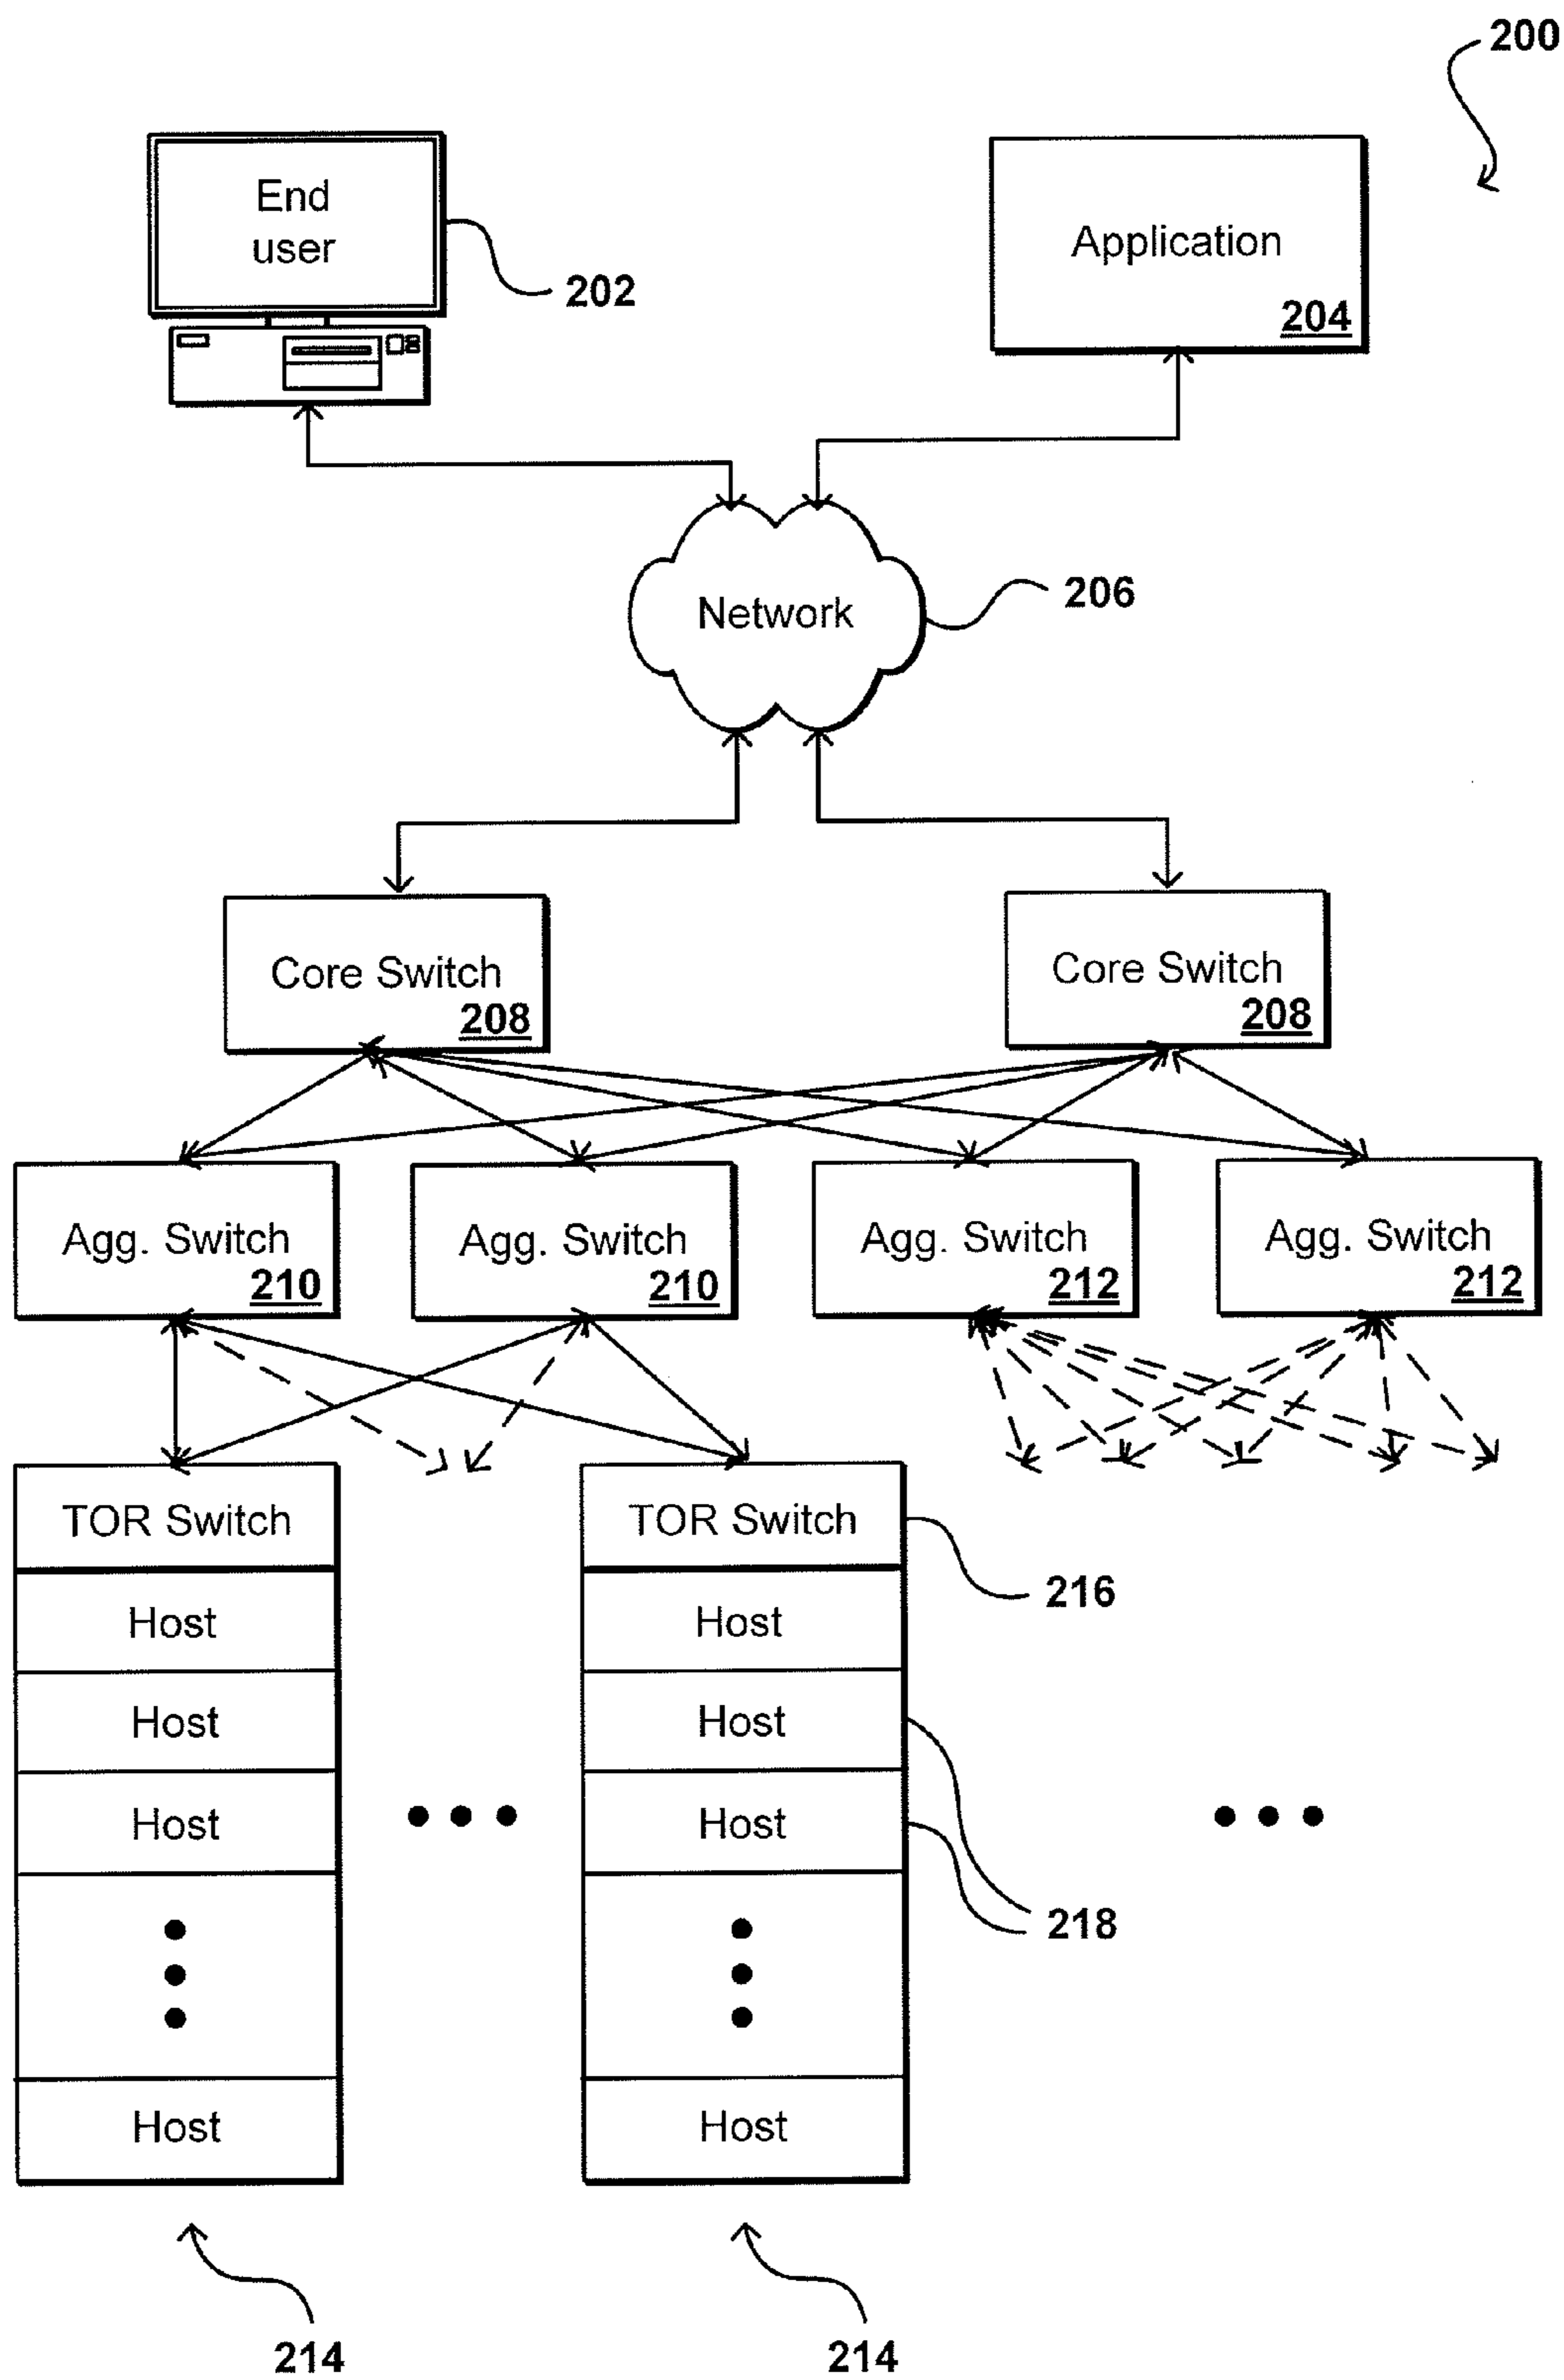 200
End
user
202
Application
204
Network
206
Core Switch
208
Core Switch
208
Agg. Switch
210
Agg. Switch
210
Agg. Switch
212
Agg. Switch
212
TOR Switch
Host
Host
Host
Host
TOR Switch
216
Host
Host
Host
218
Host
214
214